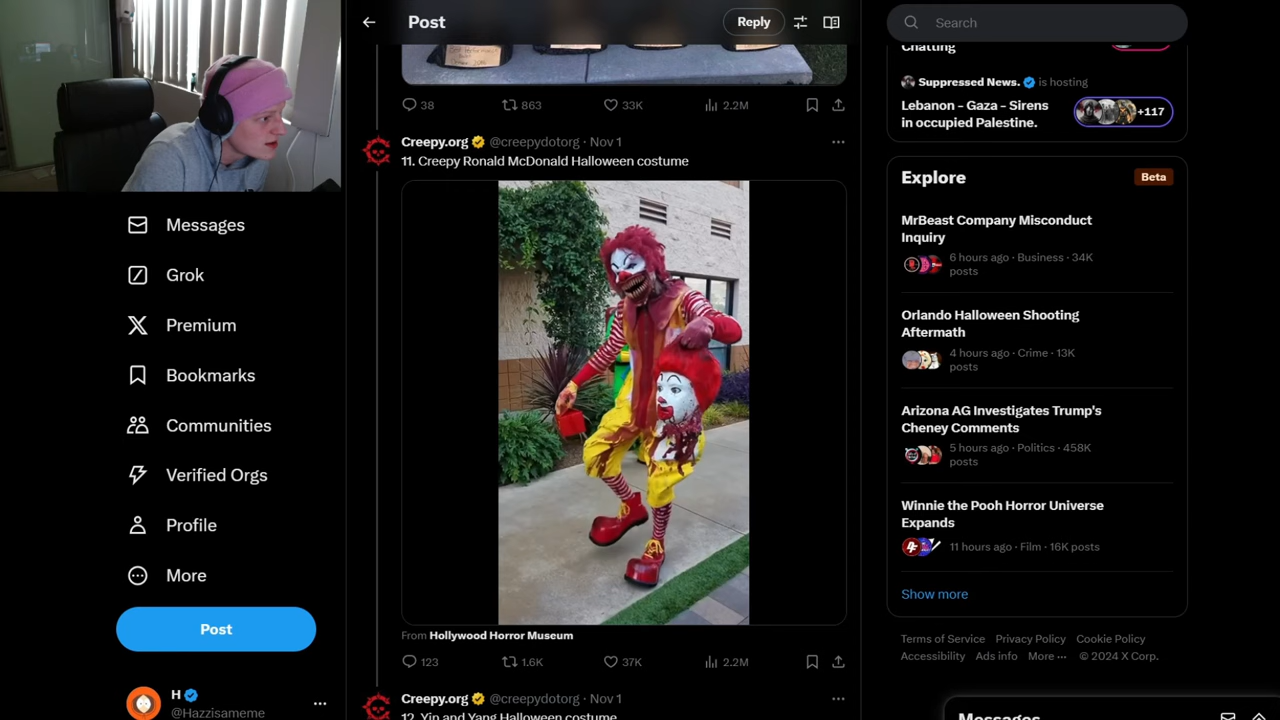 Messages
Grok
Premium
Bookmarks
Communities
Verified Orgs
Profile
More
Post
H
@Hazzisameme
Post
Reply
38
863
33K
2.2M
Creepy.org @creepydotorg · Nov 1
11. Creepy Ronald McDonald Halloween costume
From Hollywood Horror Museum
123
1.6K
37K
2.2M
Creepy.org @creepydotorg · Nov 1
12. Yin and Yang Halloween costume
Search
Chatting
Suppressed News. is hosting
Lebanon - Gaza - Sirens
in occupied Palestine.
+117
Explore
Beta
MrBeast Company Misconduct
Inquiry
6 hours ago · Business · 34K
posts
Orlando Halloween Shooting
Aftermath
4 hours ago · Crime · 13K
posts
Arizona AG Investigates Trump's
Cheney Comments
5 hours ago · Politics · 458K
posts
Winnie the Pooh Horror Universe
Expands
11 hours ago · Film · 16K posts
Show more
Terms of Service Privacy Policy Cookie Policy
Accessibility Ads info More ··· © 2024 X Corp.
Messages